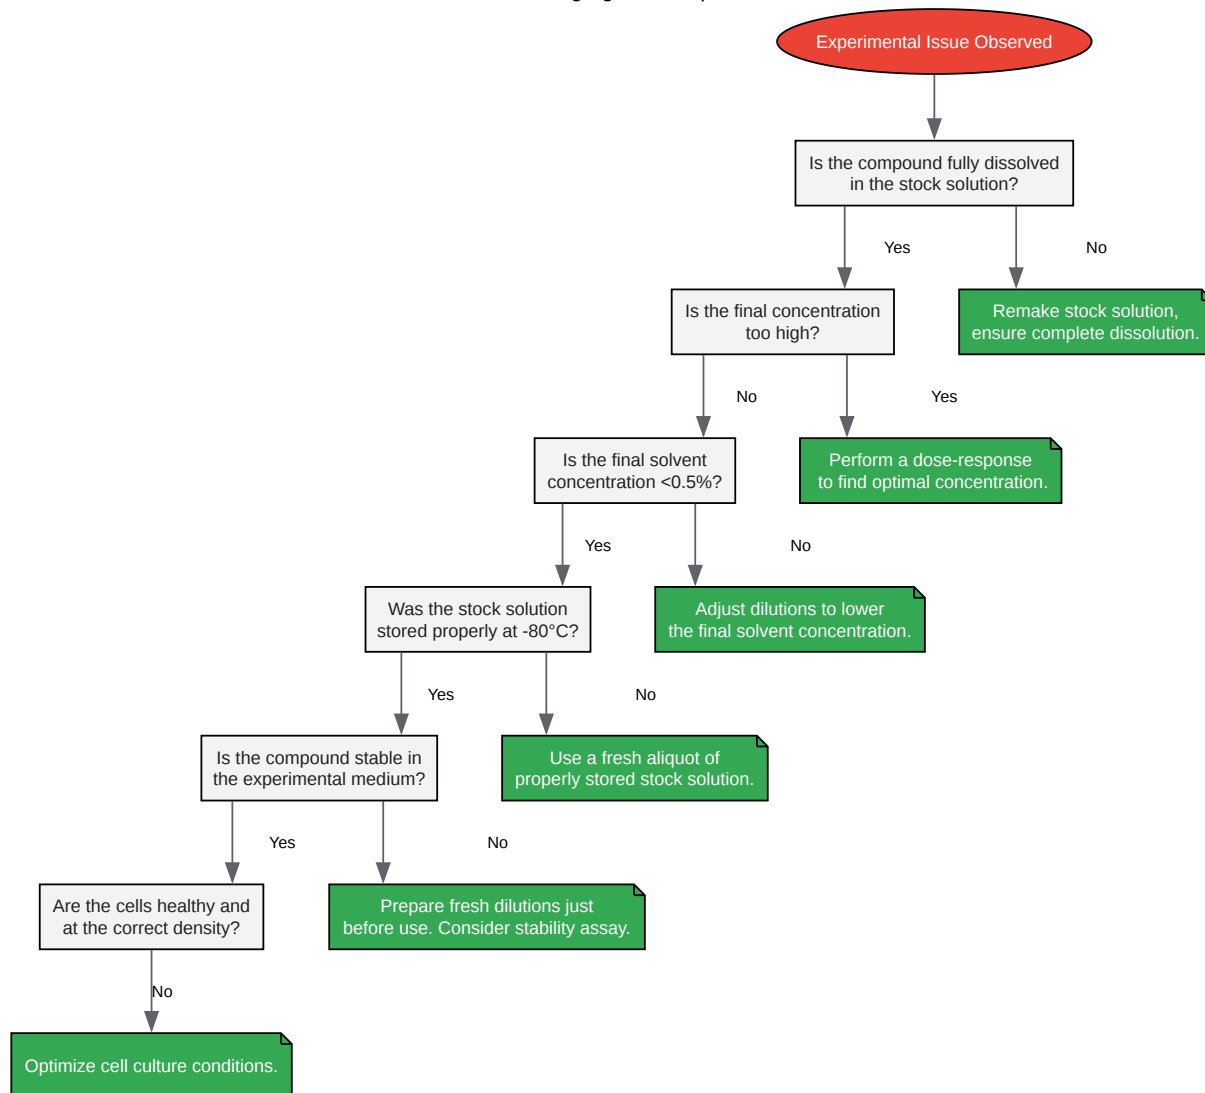 Experimental Issue Observed
Is the compound fully dissolved
in the stock solution?
Yes
No
Is the final concentration
too high?
Remake stock solution,
ensure complete dissolution.
No
Yes
Is the final solvent
concentration <0.5%?
Perform a dose-response
to find optimal concentration.
Yes
No
Was the stock solution
stored properly at -80°C?
Adjust dilutions to lower
the final solvent concentration.
Yes
No
Is the compound stable in
the experimental medium?
Use a fresh aliquot of
properly stored stock solution.
Yes
No
Are the cells healthy and
at the correct density?
Prepare fresh dilutions just
before use. Consider stability assay.
No
Optimize cell culture conditions.